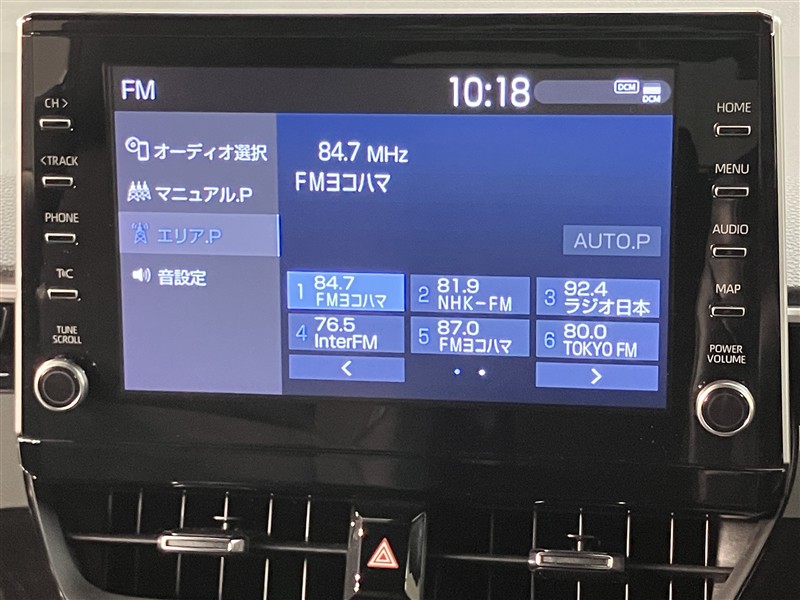 CH >
<TRACK
PHONE
T/C
TUNE
SCROLL
FM
10:18
DCM
DCM
オーディオ選択
マニュアル.P
エリア.P
音設定
84.7 MHz
FMヨコハマ
AUTO.P
1 84.7 FMヨコハマ
2 81.9 NHK-FM
3 92.4 ラジオ日本
4 76.5 InterFM
5 87.0 FMヨコハマ
6 80.0 TOKYO FM
<
>
HOME
MENU
AUDIO
MAP
POWER
VOLUME